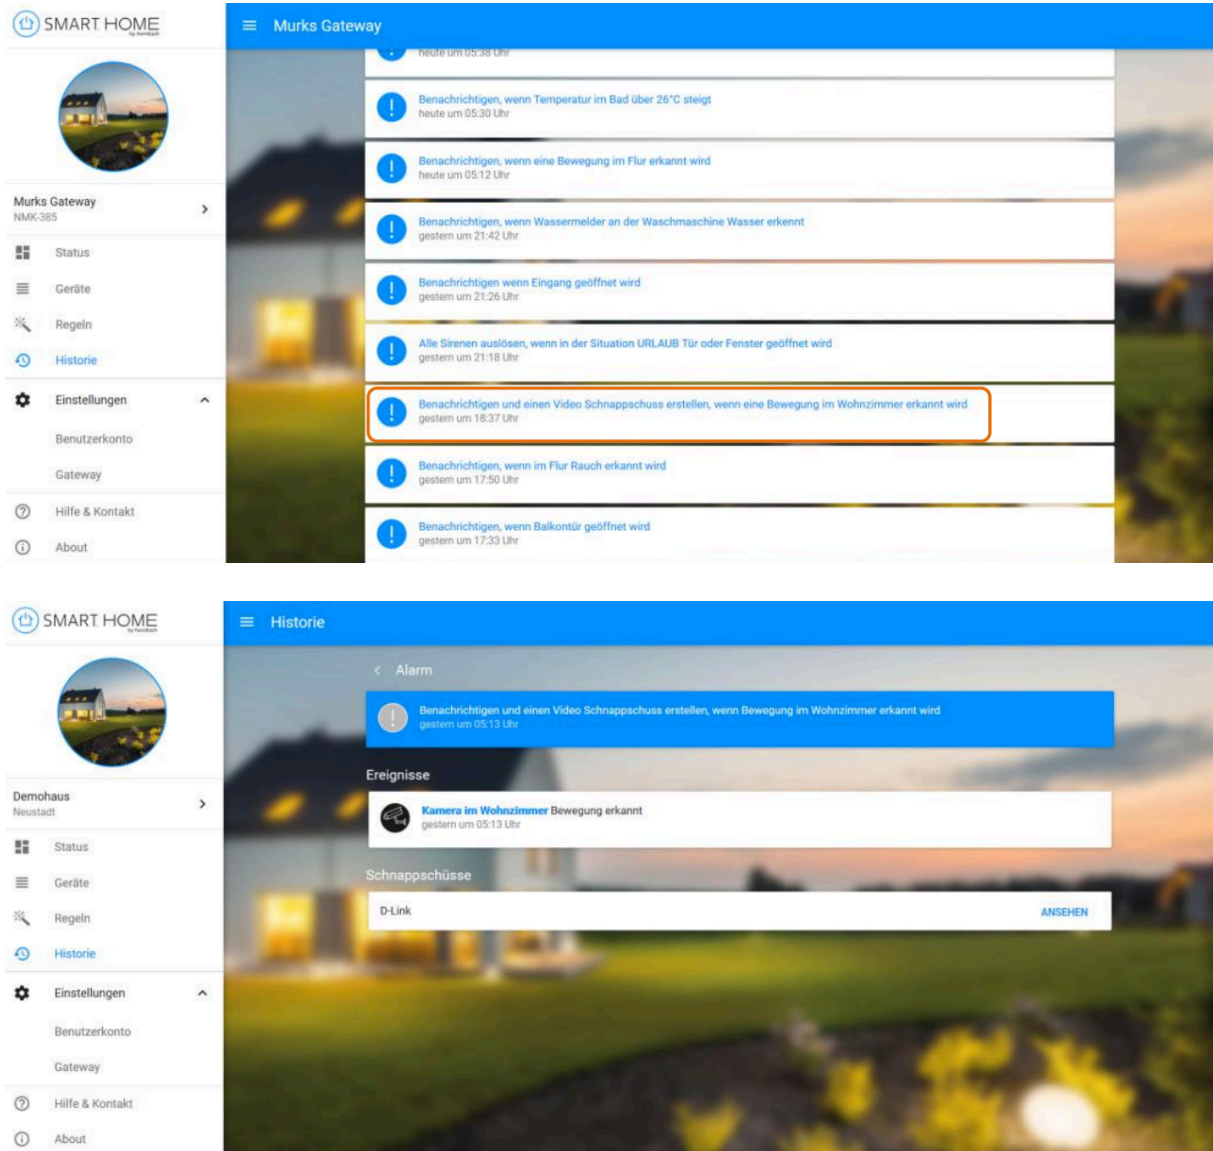 SMART HOME
by hornbach
Murks Gateway
heute um 05:38 Uhr
Benachrichtigen, wenn Temperatur im Bad über 26°C steigt
heute um 05:30 Uhr
Benachrichtigen, wenn eine Bewegung im Flur erkannt wird
heute um 05:12 Uhr
Murks Gateway
NMK-385
Benachrichtigen, wenn Wassermelder an der Waschmaschine Wasser erkennt
gestern um 21:42 Uhr
Status
Benachrichtigen wenn Eingang geöffnet wird
gestern um 21:26 Uhr
Geräte
Regeln
Alle Sirenen auslösen, wenn in der Situation URLAUB Tür oder Fenster geöffnet wird
gestern um 21:18 Uhr
Historie
Einstellungen
Benachrichtigen und einen Video Schnappschuss erstellen, wenn eine Bewegung im Wohnzimmer erkannt wird
gestern um 18:37 Uhr
Benutzerkonto
Gateway
Benachrichtigen, wenn im Flur Rauch erkannt wird
gestern um 17:50 Uhr
Hilfe & Kontakt
Benachrichtigen, wenn Balkontür geöffnet wird
gestern um 17:33 Uhr
About
SMART HOME
by hornbach
Historie
Alarm
Benachrichtigen und einen Video Schnappschuss erstellen, wenn Bewegung im Wohnzimmer erkannt wird
gestern um 05:13 Uhr
Ereignisse
Demohaus
Neustadt
Kamera im Wohnzimmer Bewegung erkannt
gestern um 05:13 Uhr
Status
Geräte
Schnappschüsse
D-Link
ANSEHEN
Regeln
Historie
Einstellungen
Benutzerkonto
Gateway
Hilfe & Kontakt
About